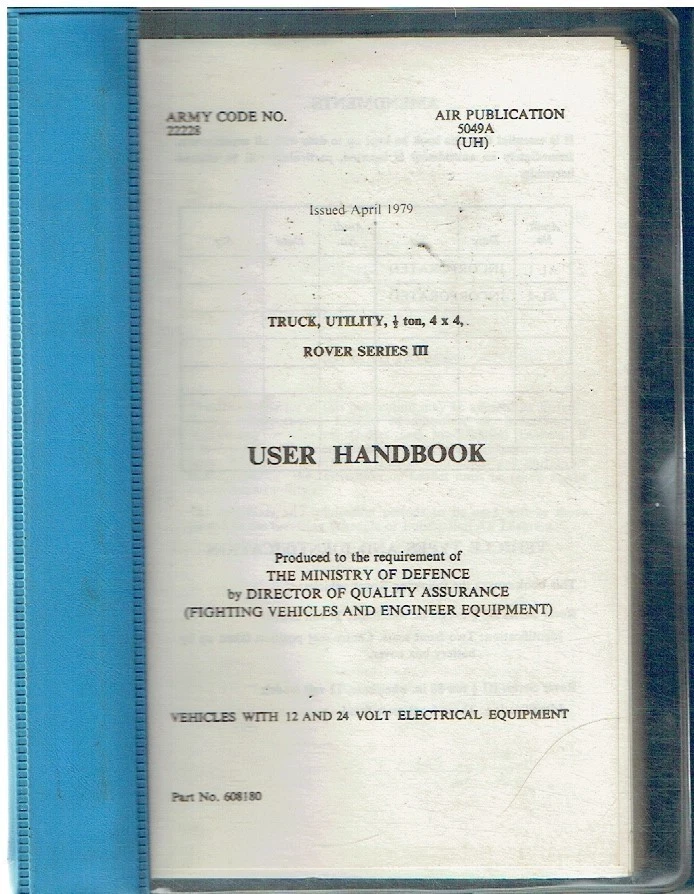 ARMY CODE NO. AIR PUBLICATION
22228 5049A
(UH)
Issued April 1979
TRUCK, UTILITY, ½ ton, 4 x 4,
ROVER SERIES III
USER HANDBOOK
Produced to the requirement of
THE MINISTRY OF DEFENCE
by DIRECTOR OF QUALITY ASSURANCE
(FIGHTING VEHICLES AND ENGINEER EQUIPMENT)
VEHICLES WITH 12 AND 24 VOLT ELECTRICAL EQUIPMENT
Part No. 608180